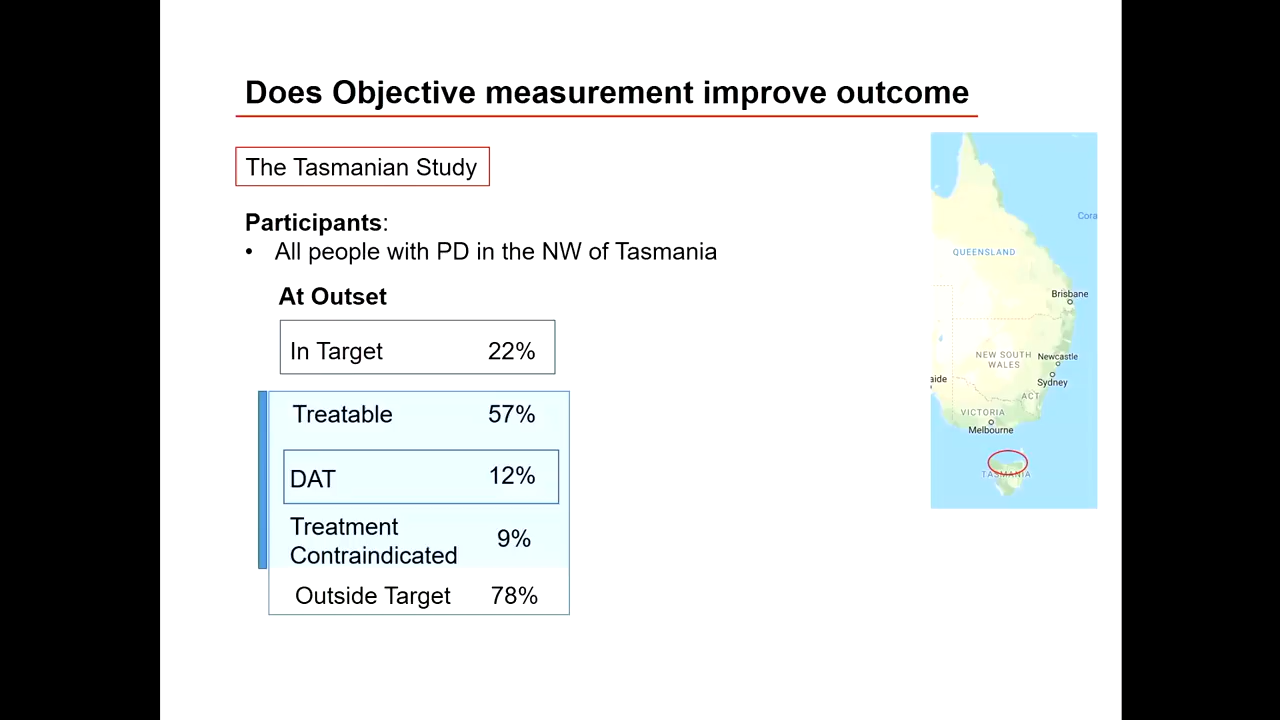 Does Objective measurement improve outcome
The Tasmanian Study
Participants:
• All people with PD in the NW of Tasmania
At Outset
In Target 22%
Treatable 57%
DAT 12%
Treatment
Contraindicated 9%
Outside Target 78%
Cora
QUEENSLAND
Brisbane
NEW SOUTH
WALES
Newcastle
aide
Sydney
ACT
VICTORIA
Melbourne
TASMANIA